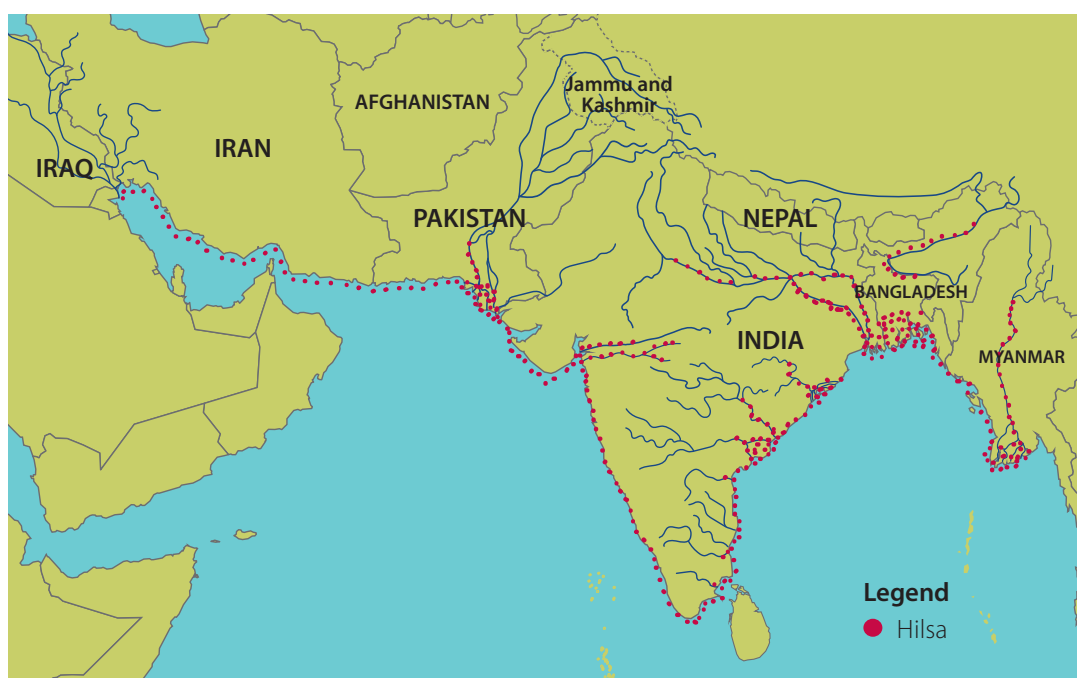 Jammu and
Kashmir
AFGHANISTAN
IRAN
IRAQ
PAKISTAN
NEPAL
BANGLADESH
INDIA
MYANMAR
Legend
Hilsa